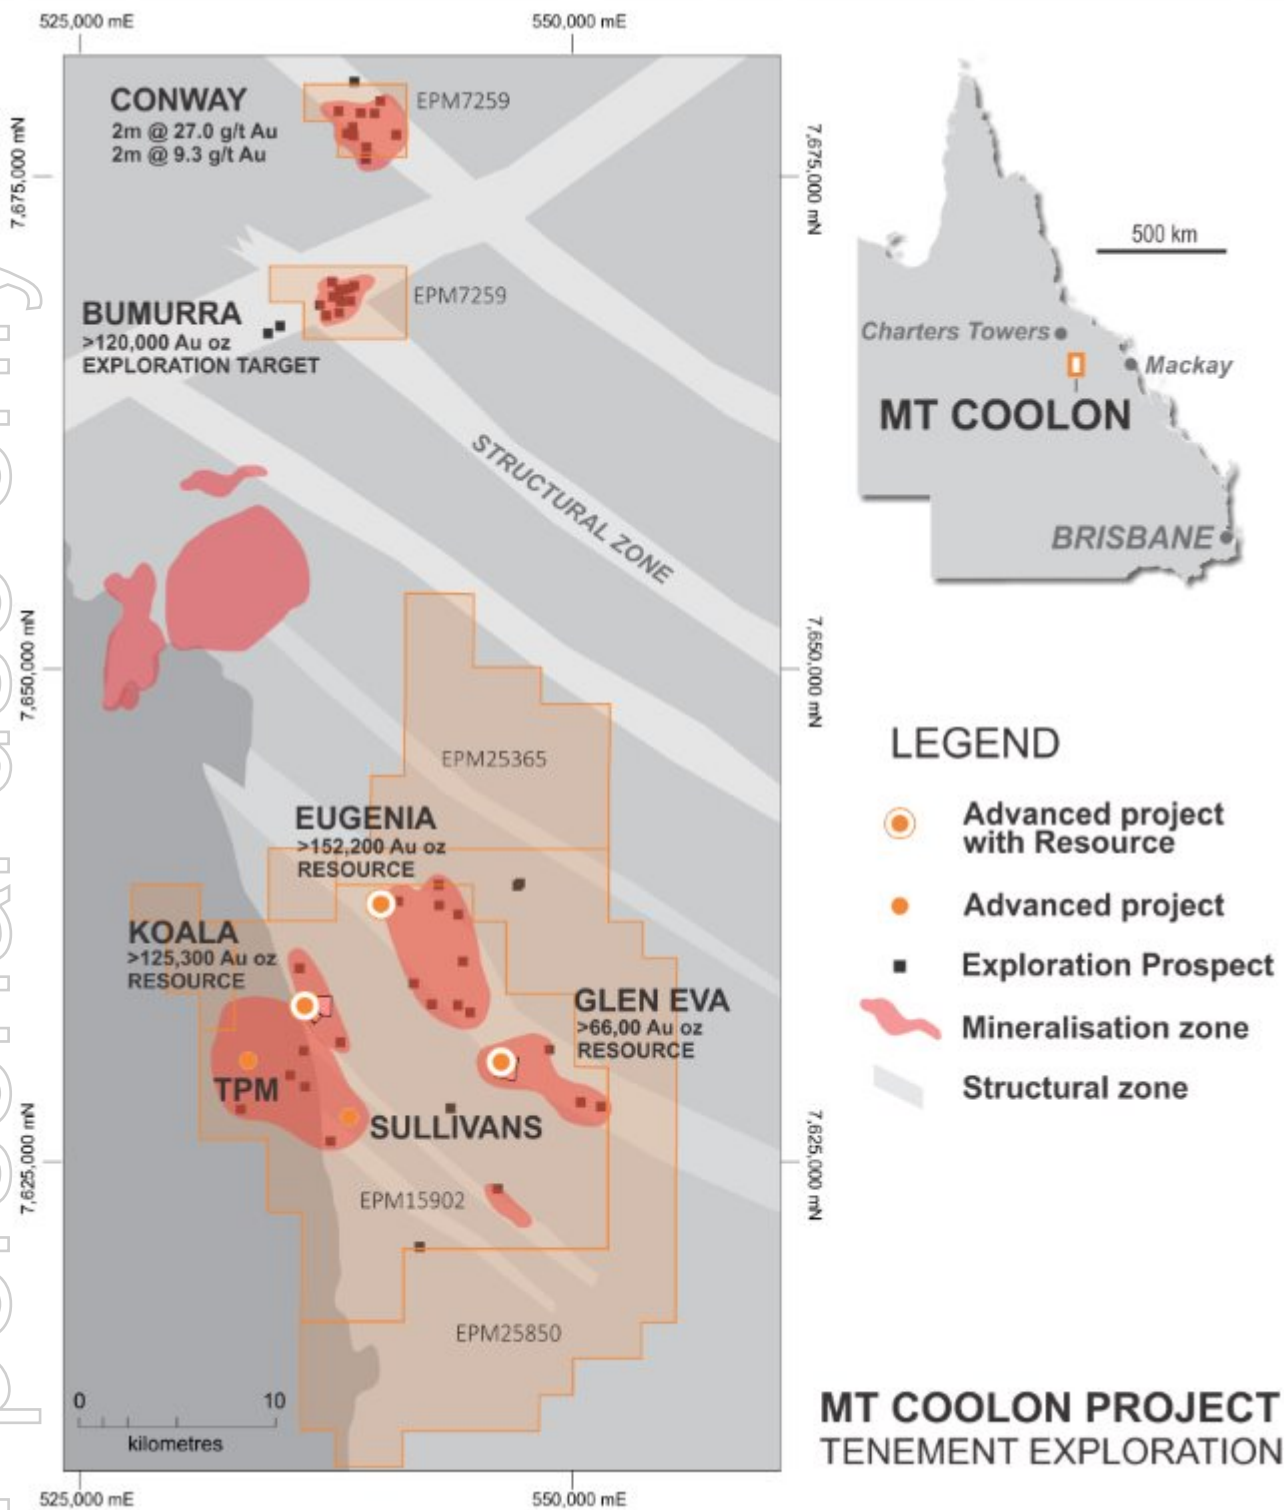 525,000 mE
550,000 mE
CONWAY
2m @ 27.0 g/t Au
2m @ 9.3 g/t Au
EPM7259
7,675,000 mN
7,675,000 mN
BUMURRA
>120,000 Au oz
EXPLORATION TARGET
EPM7259
STRUCTURAL ZONE
500 km
Charters Towers
Mackay
MT COOLON
BRISBANE
7,650,000 mN
7,650,000 mN
EPM25365
EUGENIA
>152,200 Au oz
RESOURCE
KOALA
>125,300 Au oz
RESOURCE
GLEN EVA
>66,00 Au oz
RESOURCE
TPM
SULLIVANS
7,625,000 mN
7,625,000 mN
EPM15902
EPM25850
0 10
kilometres
525,000 mE
550,000 mE
LEGEND
Advanced project
with Resource
Advanced project
Exploration Prospect
Mineralisation zone
Structural zone
MT COOLON PROJECT
TENEMENT EXPLORATION